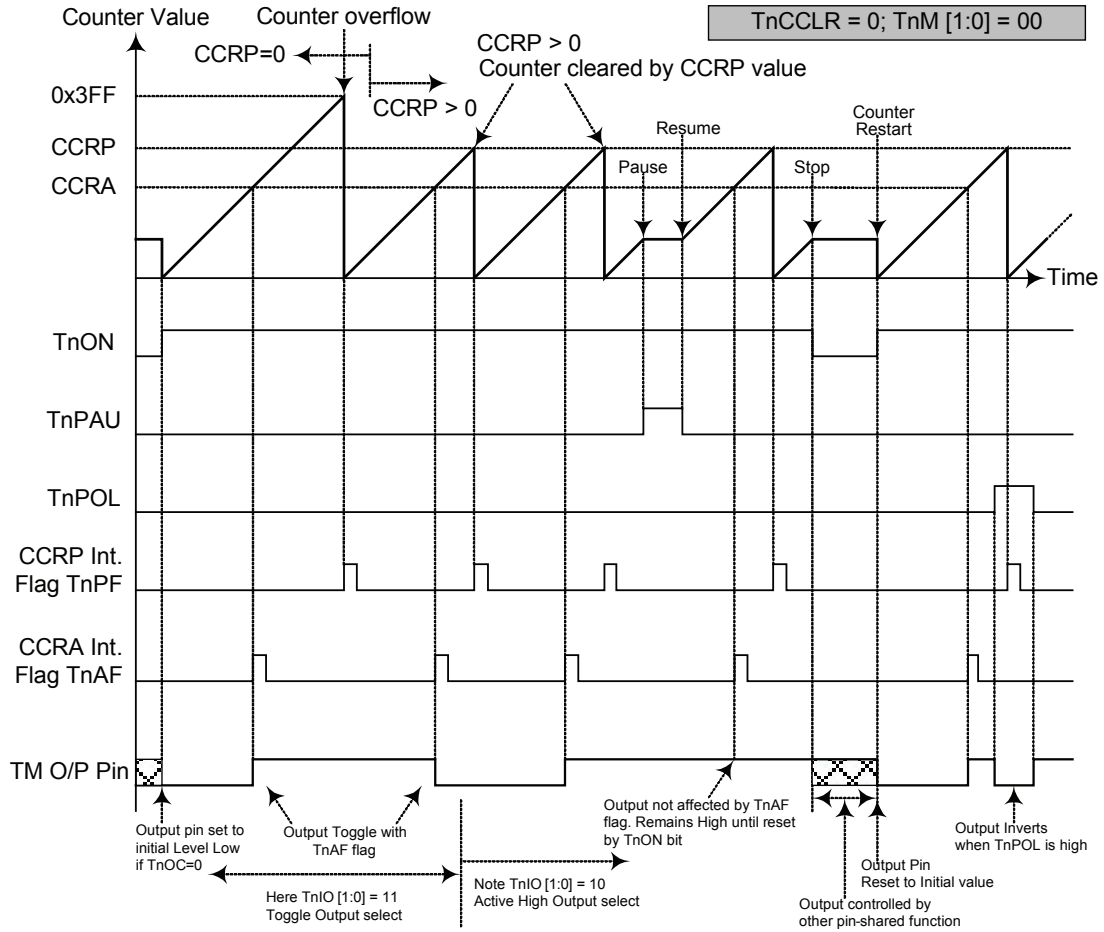 Counter Value
Counter overflow
TnCCLR = 0; TnM [1:0] = 00
CCRP=0
CCRP > 0
CCRP > 0
Counter cleared by CCRP value
0x3FF
CCRP
CCRA
Pause
Resume
Stop
Counter
Restart
Time
TnON
TnPAU
TnPOL
CCRP Int.
Flag TnPF
CCRA Int.
Flag TnAF
TM O/P Pin
Output pin set to
initial Level Low
if TnOC=0
Output Toggle with
TnAF flag
Output not affected by TnAF
flag. Remains High until reset
by TnON bit
Output Inverts
when TnPOL is high
Output Pin
Reset to Initial value
Here TnIO [1:0] = 11
Toggle Output select
Note TnIO [1:0] = 10
Active High Output select
Output controlled by
other pin-shared function